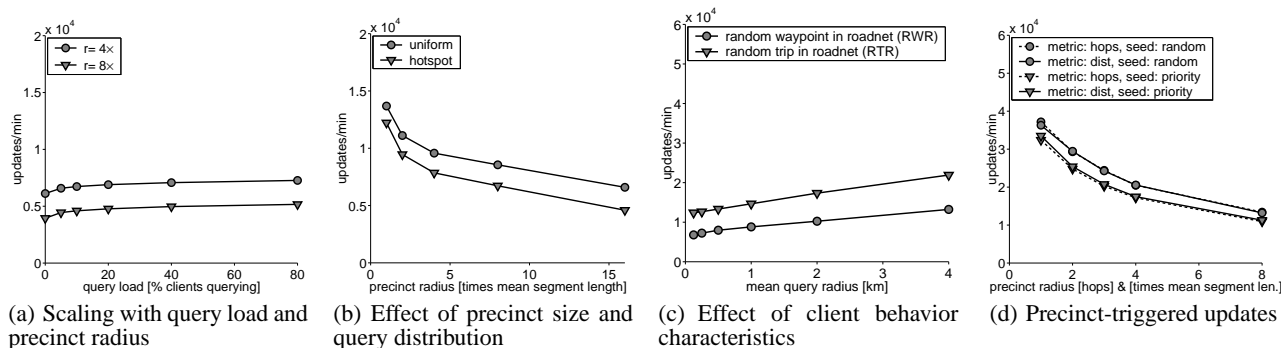 x 10^4
2
1.5
1
0.5
0
updates/min
r= 4×
r= 8×
0 20 40 60 80
query load [% clients querying]
(a) Scaling with query load and
precinct radius
x 10^4
2
1.5
1
0.5
0
updates/min
uniform
hotspot
0 5 10 15
precinct radius [times mean segment length]
(b) Effect of precinct size and
query distribution
x 10^4
6
5
4
3
2
1
0
updates/min
random waypoint in roadnet (RWR)
random trip in roadnet (RTR)
0 1 2 3 4
mean query radius [km]
(c) Effect of client behavior
characteristics
x 10^4
6
5
4
3
2
1
0
updates/min
metric: hops, seed: random
metric: dist, seed: random
metric: hops, seed: priority
metric: dist, seed: priority
0 2 4 6 8
precinct radius [hops] & [times mean segment len.]
(d) Precinct-triggered updates